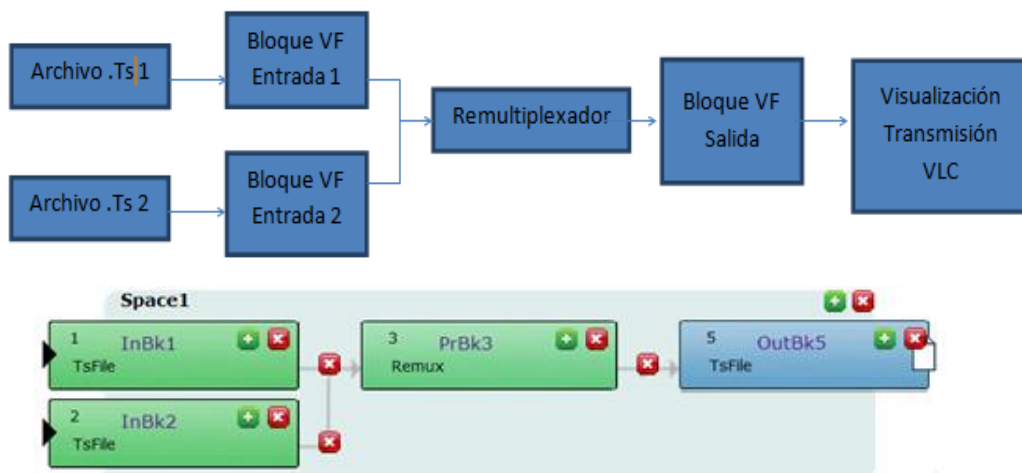 Archivo .Ts 1
Bloque VF
Entrada 1
Archivo .Ts 2
Bloque VF
Entrada 2
Remultiplexador
Bloque VF
Salida
Visualización
Transmisión
VLC
Space1
1 InBk1
TsFile
2 InBk2
TsFile
3 PrBk3
Remux
5 OutBk5
TsFile